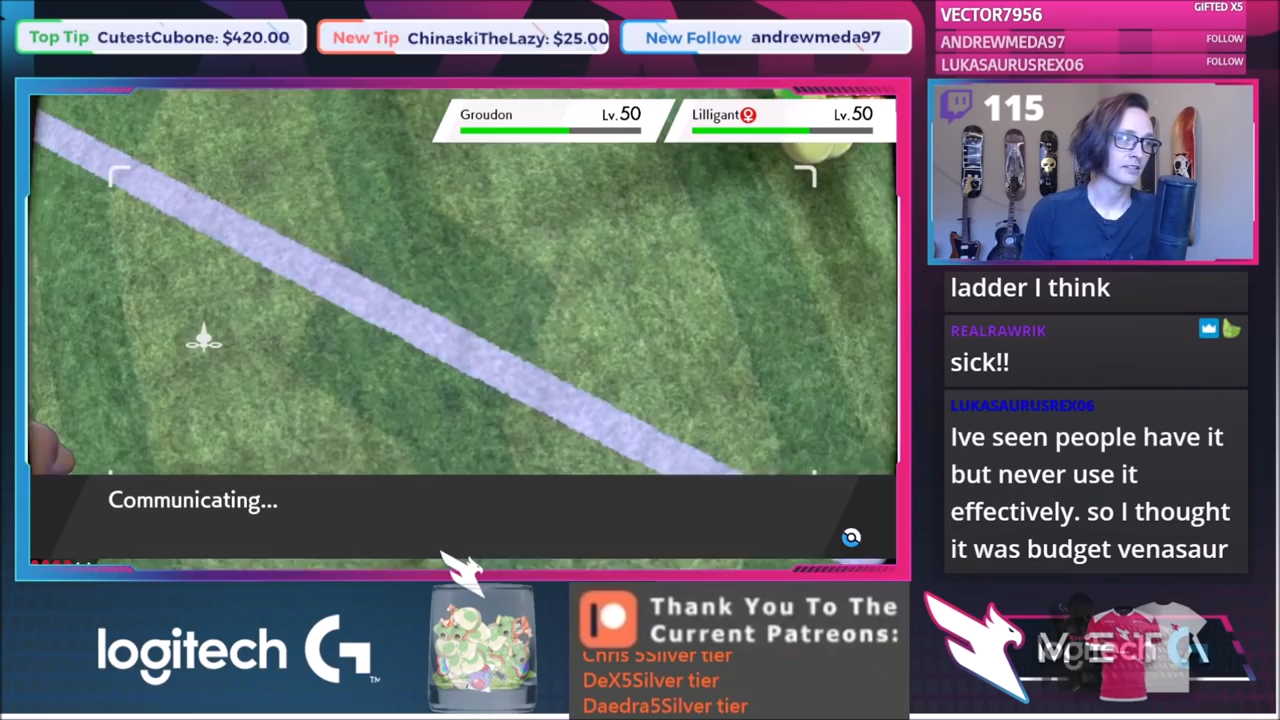 Top Tip CutestCubone: $420.00
New Tip ChinaskiTheLazy: $25.00
New Follow andrewmeda97
VECTOR7956 GIFTED X5
ANDREWMEDA97 FOLLOW
LUKASAURUSREX06 FOLLOW
115
Groudon Lv.50
Lilligant Lv.50
ladder I think
REALRAWRIK
sick!!
LUKASAURUSREX06
Ive seen people have it
but never use it
effectively. so I thought
it was budget venasaur
Communicating...
logitech G
Thank You To The
Current Patreons:
Chris 5Silver tier
DeX5Silver tier
Daedra5Silver tier
logitech